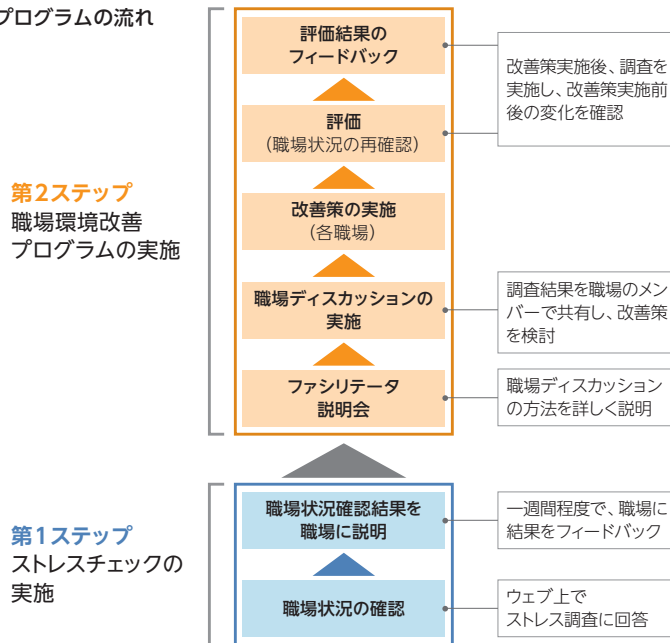 プログラムの流れ
評価結果の
フィードバック
改善策実施後、調査を
実施し、改善策実施前
後の変化を確認
評価
（職場状況の再確認）
第2ステップ
職場環境改善
プログラムの実施
改善策の実施
（各職場）
職場ディスカッションの
実施
調査結果を職場のメン
バーで共有し、改善策
を検討
ファシリテータ
説明会
職場ディスカッション
の方法を詳しく説明
第1ステップ
ストレスチェックの
実施
職場状況確認結果を
職場に説明
一週間程度で、職場に
結果をフィードバック
職場状況の確認
ウェブ上で
ストレス調査に回答